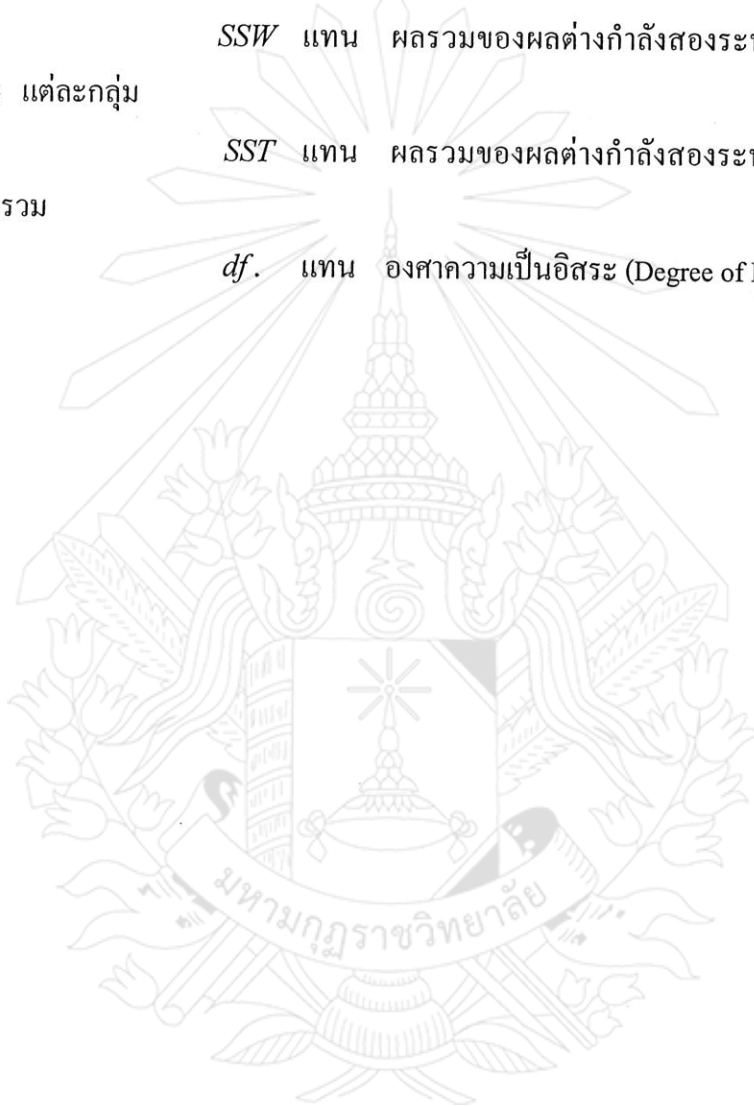 SSW แทน ผลรวมของผลต่างกำลังสองระ
แต่ละกลุ่ม
SST แทน ผลรวมของผลต่างกำลังสองระ
รวม
df. แทน องศาความเป็นอิสระ (Degree of
มหามกุฏราชวิทยาลัย